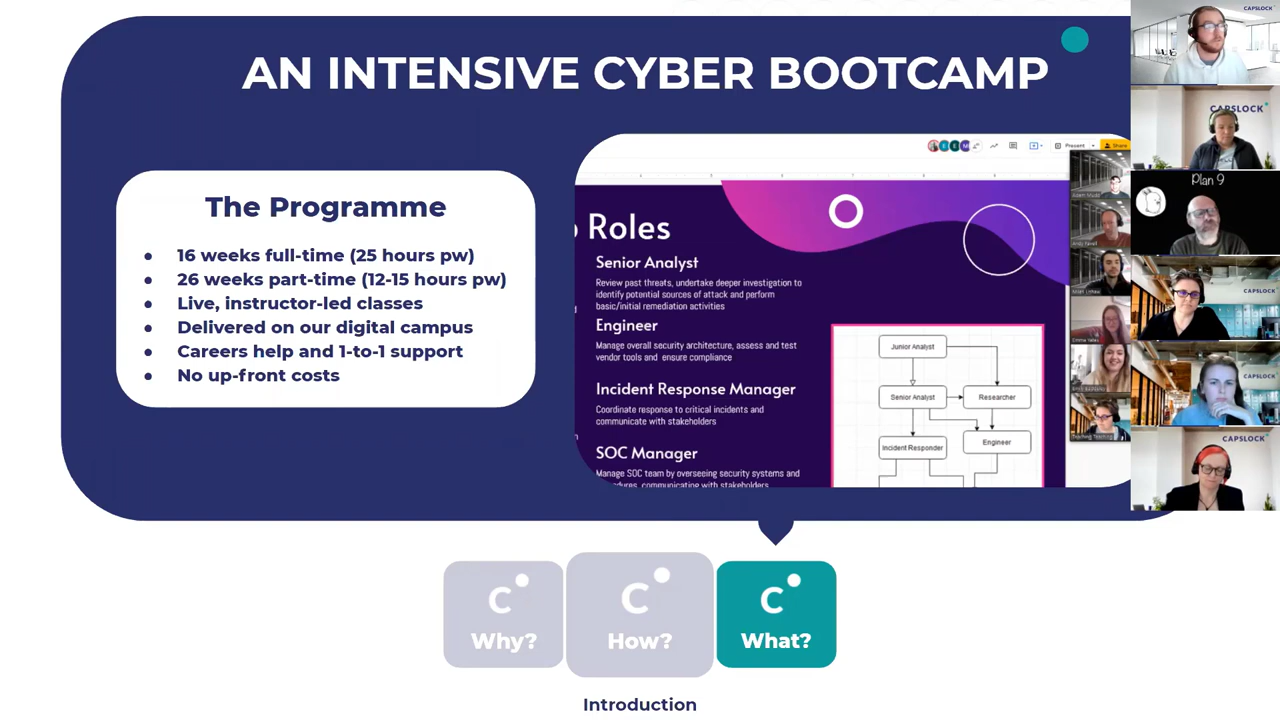 AN INTENSIVE CYBER BOOTCAMP
The Programme
16 weeks full-time (25 hours pw)
26 weeks part-time (12-15 hours pw)
Live, instructor-led classes
Delivered on our digital campus
Careers help and 1-to-1 support
No up-front costs
Present
Share
Roles
Senior Analyst
Review past threats, undertake deeper investigation to
identify potential sources of attack and perform
basic/initial remediation activities
Engineer
Manage overall security architecture, assess and test
vendor tools and ensure compliance
Incident Response Manager
Coordinate response to critical incidents and
communicate with stakeholders
SOC Manager
Manage SOC team by overseeing security systems and
communicating with stakeholders
Junior Analyst
Senior Analyst
Researcher
Incident Responder
Engineer
CAPSLOCK
CAPSLOCK
Plan 9
CAPSLOCK
CAPSLOCK
CAPSLOCK
C
Why?
C
How?
C
What?
Introduction